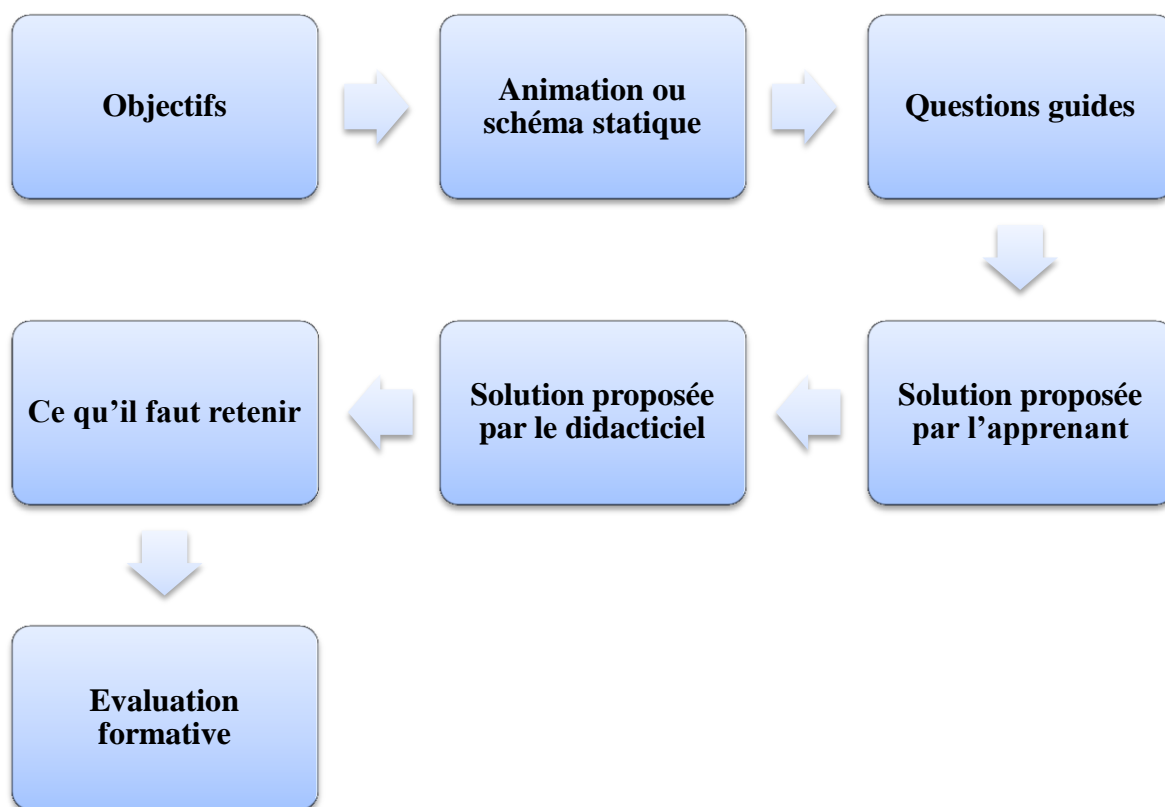 Objectifs
Animation ou
schéma statique
Questions guides
Solution proposée
par l’apprenant
Solution proposée
par le didacticiel
Ce qu’il faut retenir
Evaluation
formative